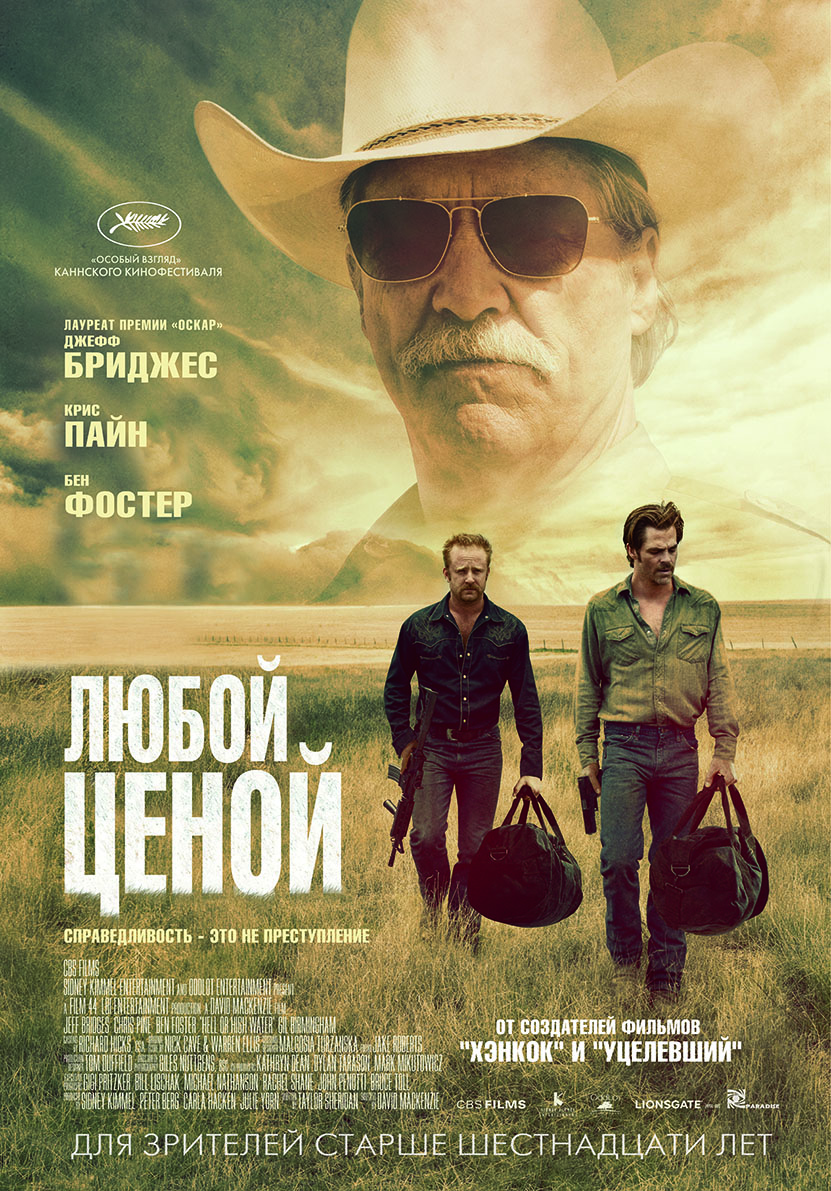 «ОСОБЫЙ ВЗГЛЯД»
КАННСКОГО КИНОФЕСТИВАЛЯ
ЛАУРЕАТ ПРЕМИИ «ОСКАР»
ДЖЕФФ
БРИДЖЕС
КРИС
ПАЙН
БЕН
ФОСТЕР
ЛЮБОЙ
ЦЕНОЙ
СПРАВЕДЛИВОСТЬ - ЭТО НЕ ПРЕСТУПЛЕНИЕ
CBS FILMS
SIDNEY KIMMEL ENTERTAINMENT AND ODDLOT ENTERTAINMENT PRESENT
A FILM 44 LBI ENTERTAINMENT PRODUCTION A DAVID MACKENZIE FILM
JEFF BRIDGES CHRIS PINE BEN FOSTER "HELL OR HIGH WATER" GIL BIRMINGHAM
RICHARD HICKS NICK CAVE & WARREN ELLIS MALGOSIA TURZANSKA JAKE ROBERTS
TOM DUFFIELD GILES NUTTGENS KATHRYN DEAN DYLAN TARASON MARK MIKUTOWICZ
GIGI PRITZKER BILL LISCHAK MICHAEL NATHANSON RACHEL SHANE JOHN PENOTTI BRUCE TOLL
SIDNEY KIMMEL PETER BERG CARLA HACKEN JULIE YORN TAYLOR SHERIDAN DAVID MACKENZIE
ОТ СОЗДАТЕЛЕЙ ФИЛЬМОВ
"ХЭНКОК" И "УЦЕЛЕВШИЙ"
CBS FILMS LIONSGATE PARADISE
ДЛЯ ЗРИТЕЛЕЙ СТАРШЕ ШЕСТНАДЦАТИ ЛЕТ